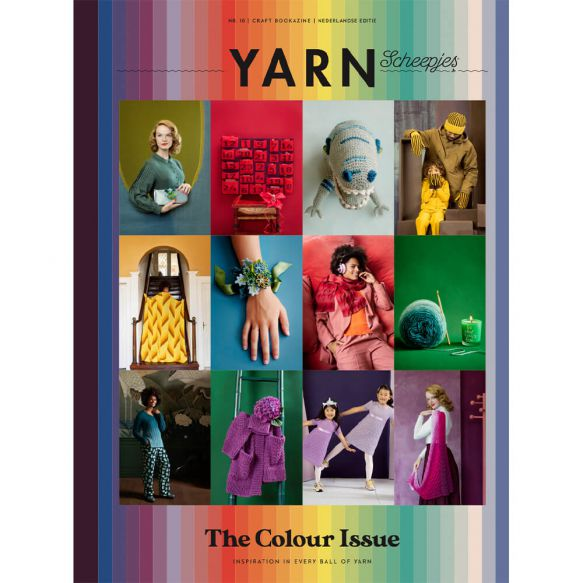 NR. 10 | CRAFT BOOKAZINE | NEDERLANDSE EDITIE
YARN Scheepjes
The Colour Issue
INSPIRATION IN EVERY BALL OF YARN